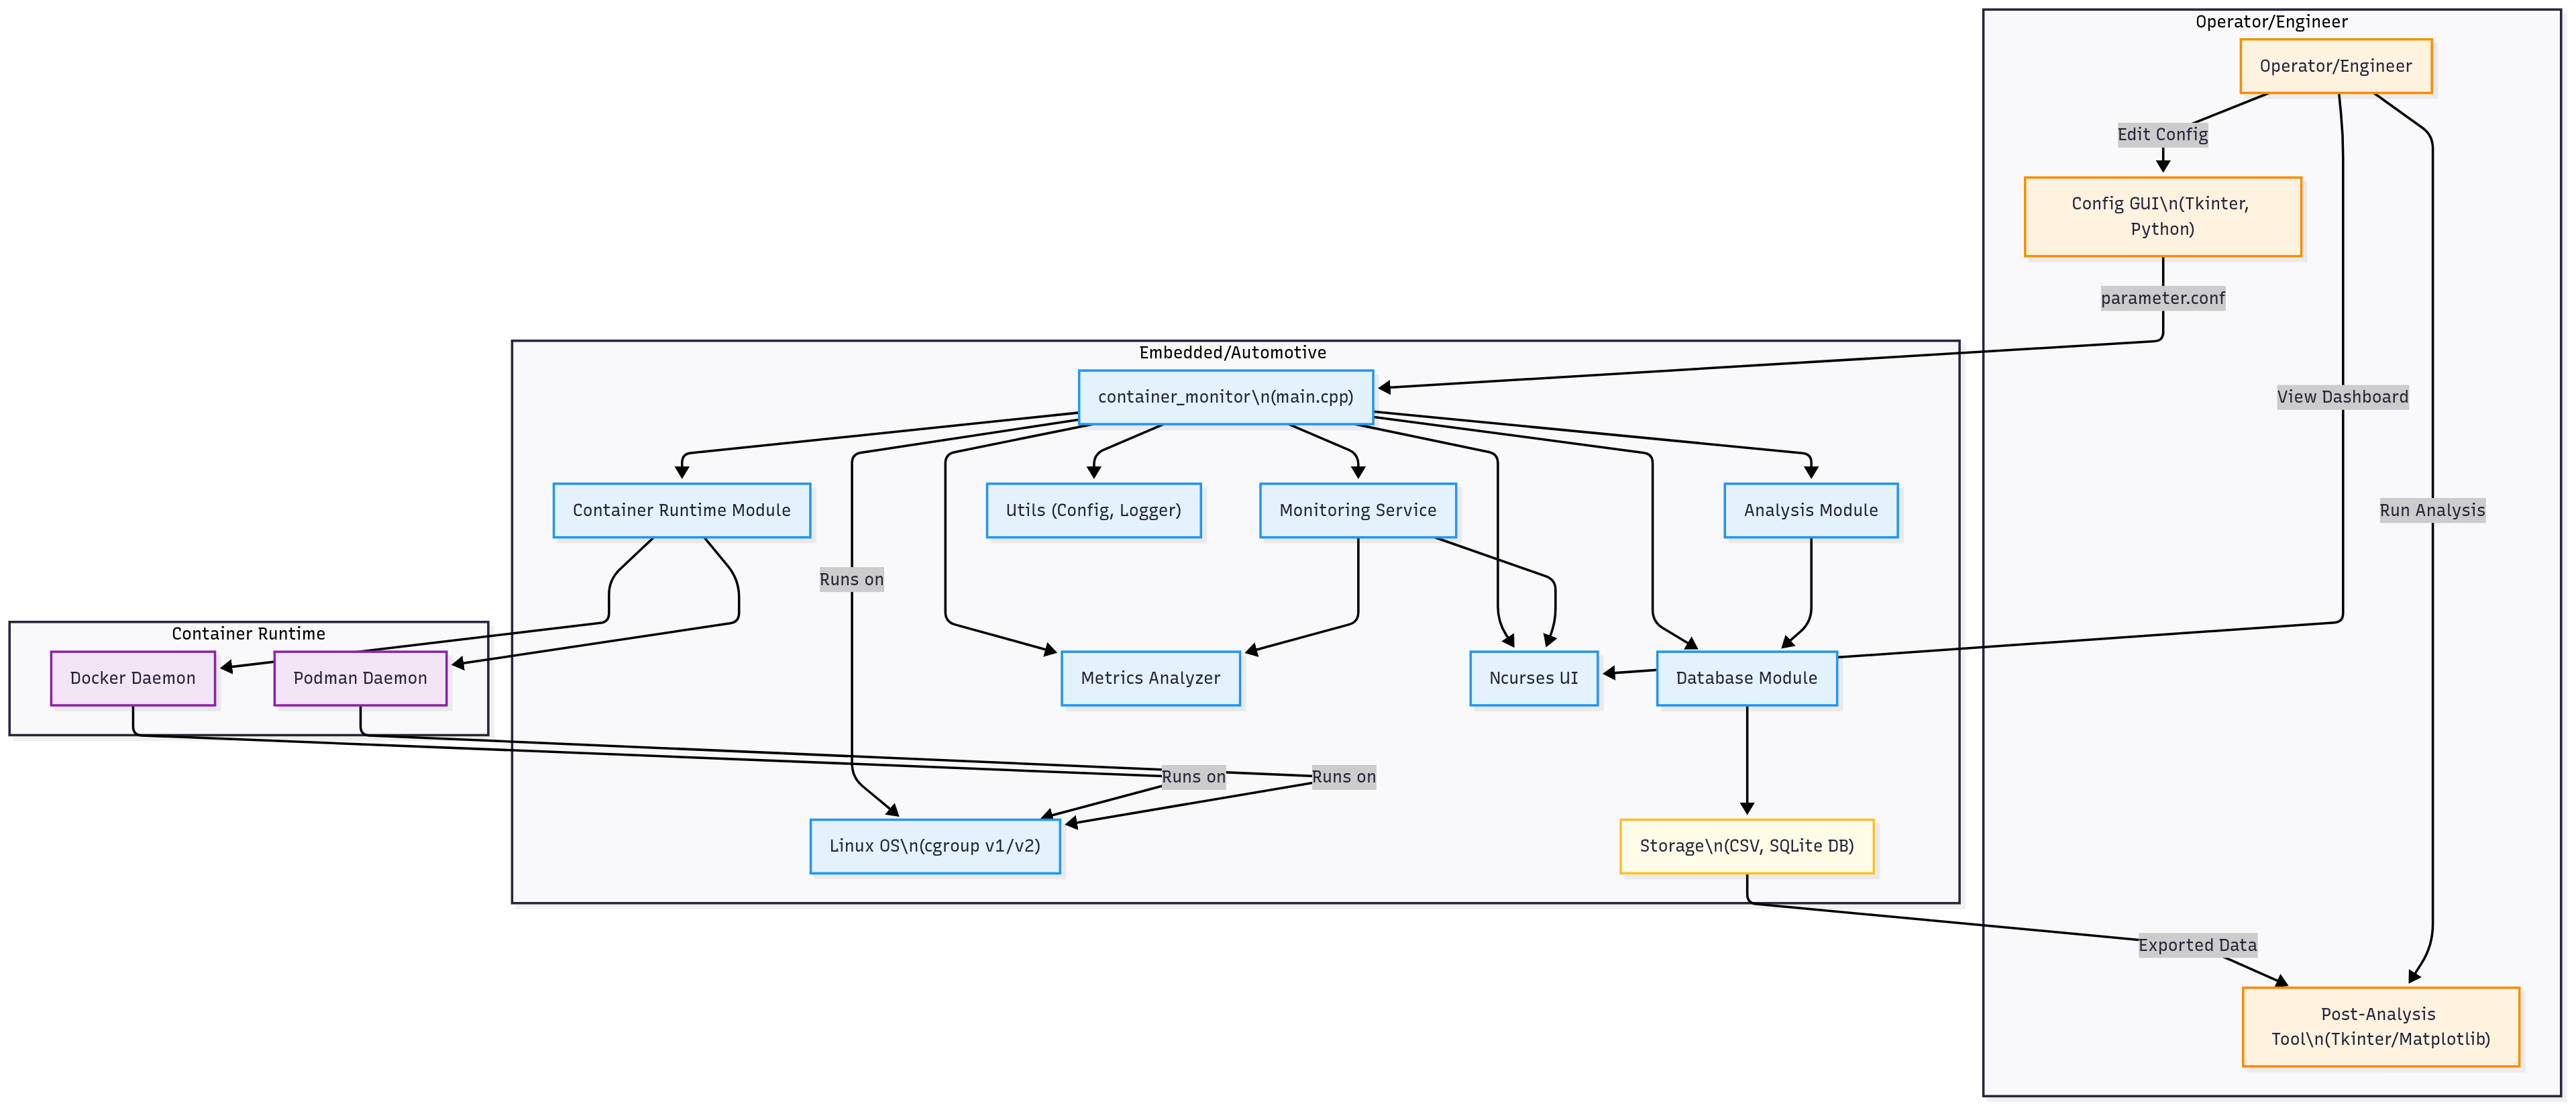 Operator/Engineer
Operator/Engineer
Edit Config
Config GUI\n(Tkinter,
Python)
parameter.conf
Embedded/Automotive
container_monitor\n(main.cpp)
View Dashboard
Container Runtime Module
Utils (Config, Logger)
Monitoring Service
Analysis Module
Run Analysis
Runs on
Container Runtime
Docker Daemon
Podman Daemon
Metrics Analyzer
Ncurses UI
Database Module
Runs on
Runs on
Linux OS\n(cgroup v1/v2)
Storage\n(CSV, SQLite DB)
Exported Data
Post-Analysis
Tool\n(Tkinter/Matplotlib)